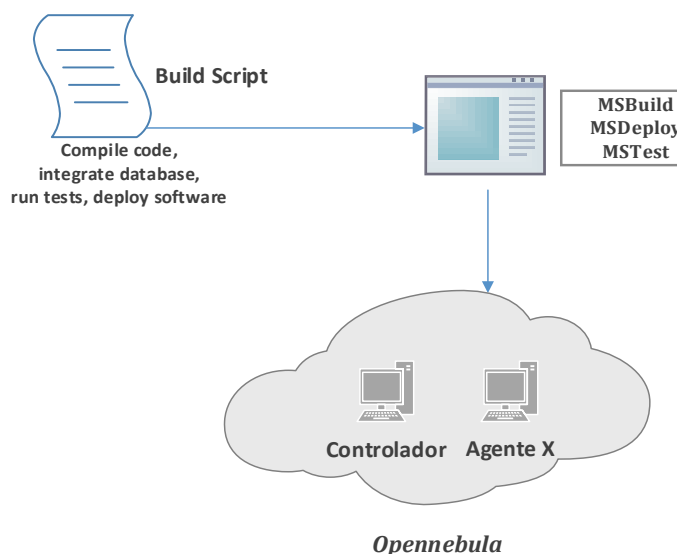 Build Script
Compile code,
integrate database,
run tests, deploy software
MSBuild
MSDeploy
MSTest
Controlador
Agente X
Opennebula